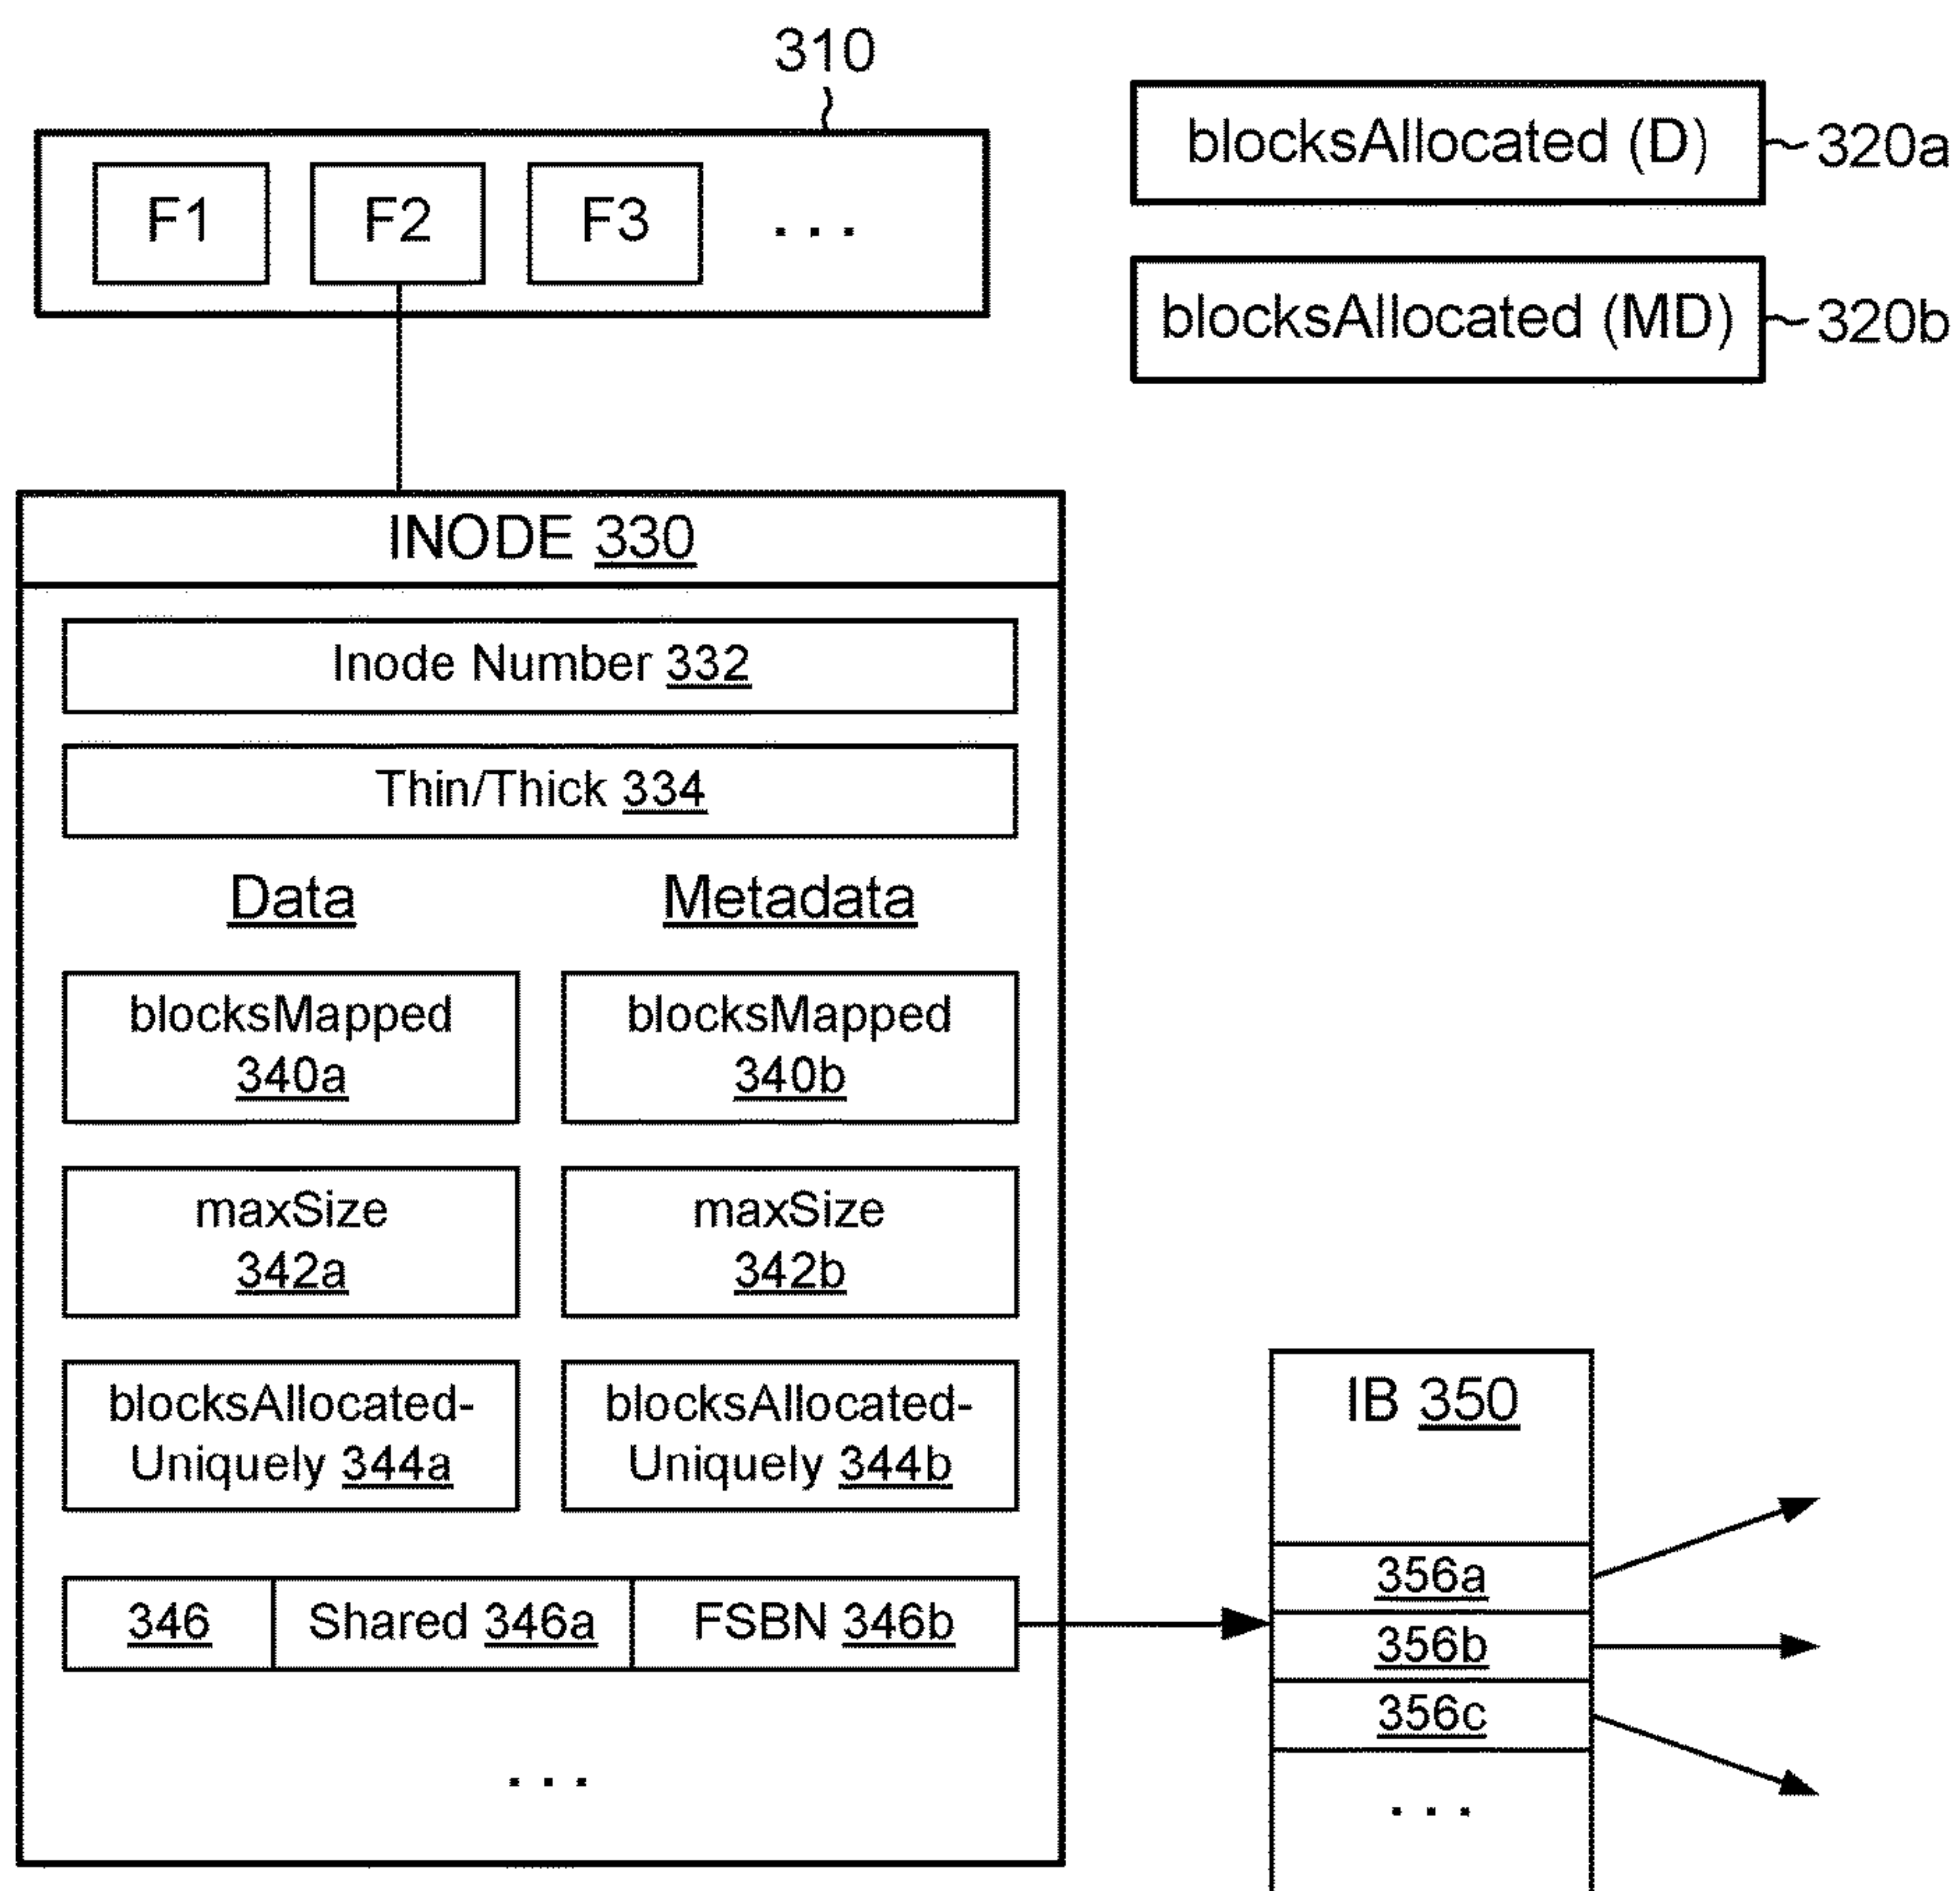 310
F1 F2 F3 ...
blocksAllocated (D) 320a
blocksAllocated (MD) 320b
INODE 330
Inode Number 332
Thin/Thick 334
Data Metadata
blocksMapped
340a
blocksMapped
340b
maxSize
342a
maxSize
342b
blocksAllocated-
Uniquely 344a
blocksAllocated-
Uniquely 344b
346 Shared 346a FSBN 346b
...
IB 350
356a
356b
356c
...